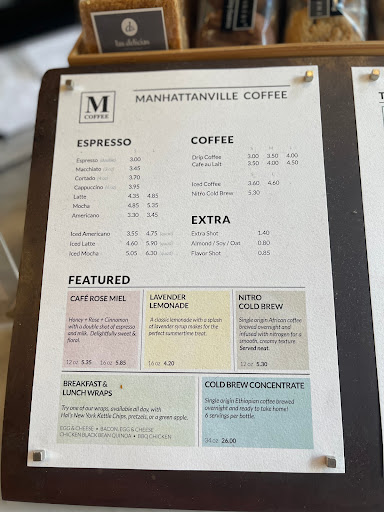 las delicias
M
COFFEE
MANHATTANVILLE COFFEE
ESPRESSO
Espresso 3.00
Macchiato 3.45
Cortado 3.70
Cappuccino 3.95
Latte 4.35 4.85
Mocha 4.85 5.35
Americano 3.30 3.45
Iced Americano 3.55 4.75
Iced Latte 4.60 5.90
Iced Mocha 5.05 6.30
COFFEE
Drip Coffee 3.00 3.50 4.00
Cafe au Lait 3.50 4.00 4.50
Iced Coffee 3.60 4.60
Nitro Cold Brew 5.30
EXTRA
Extra Shot 1.40
Almond / Soy / Oat 0.80
Flavor Shot 0.85
FEATURED
CAFÉ ROSE MIEL
Honey + Rose + Cinnamon
with a double shot of espresso
and milk. Delightfully sweet &
floral.
12 oz 5.35 16 oz 5.85
LAVENDER
LEMONADE
A classic lemonade with a splash
of lavender syrup makes for the
perfect summertime treat.
16 oz 4.20
NITRO
COLD BREW
Single origin African coffee
brewed overnight and
infused with nitrogen for a
smooth, creamy texture.
Served neat.
12 oz 5.30
BREAKFAST &
LUNCH WRAPS
Try one of our wraps, available all day, with
Hal's New York Kettle Chips, pretzels, or a green apple.
EGG & CHEESE • BACON, EGG & CHEESE
CHICKEN BLACK BEAN QUINOA • BBQ CHICKEN
COLD BREW CONCENTRATE
Single origin Ethiopian coffee brewed
overnight and ready to take home!
6 servings per bottle.
34 oz 26.00